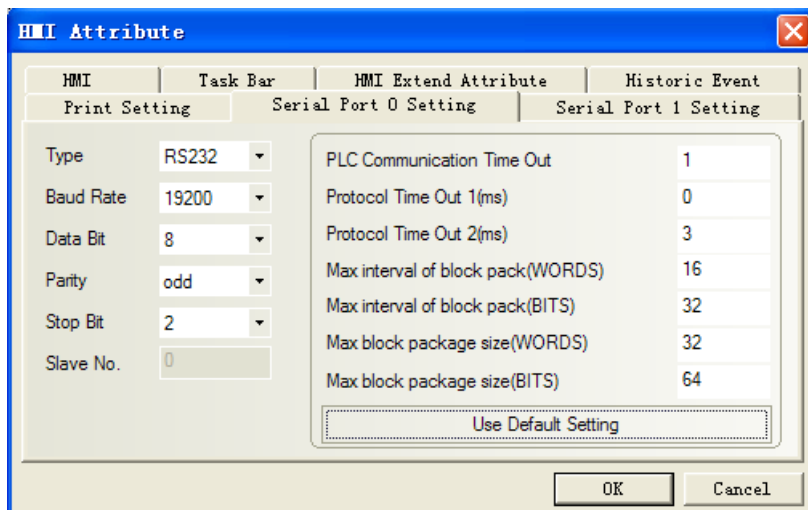 HMI Attribute
HMI
Task Bar
HMI Extend Attribute
Historic Event
Print Setting
Serial Port 0 Setting
Serial Port 1 Setting
Type
RS232
Baud Rate
19200
Data Bit
8
Parity
odd
Stop Bit
2
Slave No.
0
PLC Communication Time Out
1
Protocol Time Out 1(ms)
0
Protocol Time Out 2(ms)
3
Max interval of block pack(WORDS)
16
Max interval of block pack(BITS)
32
Max block package size(WORDS)
32
Max block package size(BITS)
64
Use Default Setting
OK
Cancel